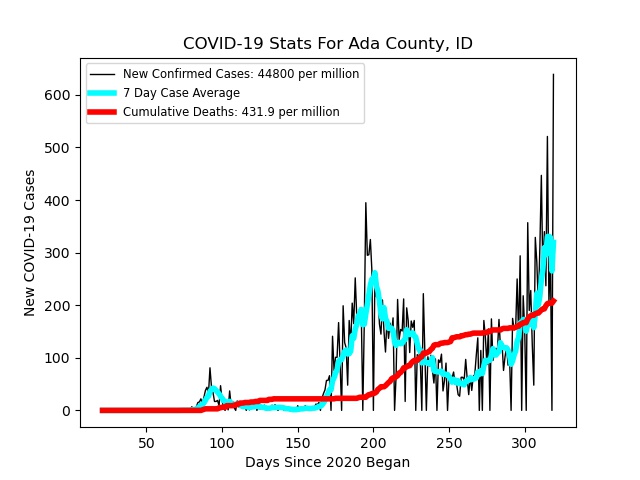 COVID-19 Stats For Ada County, ID
New Confirmed Cases: 44800 per million
7 Day Case Average
Cumulative Deaths: 431.9 per million
New COVID-19 Cases
600
500
400
300
200
100
0
50 100 150 200 250 300
Days Since 2020 Began